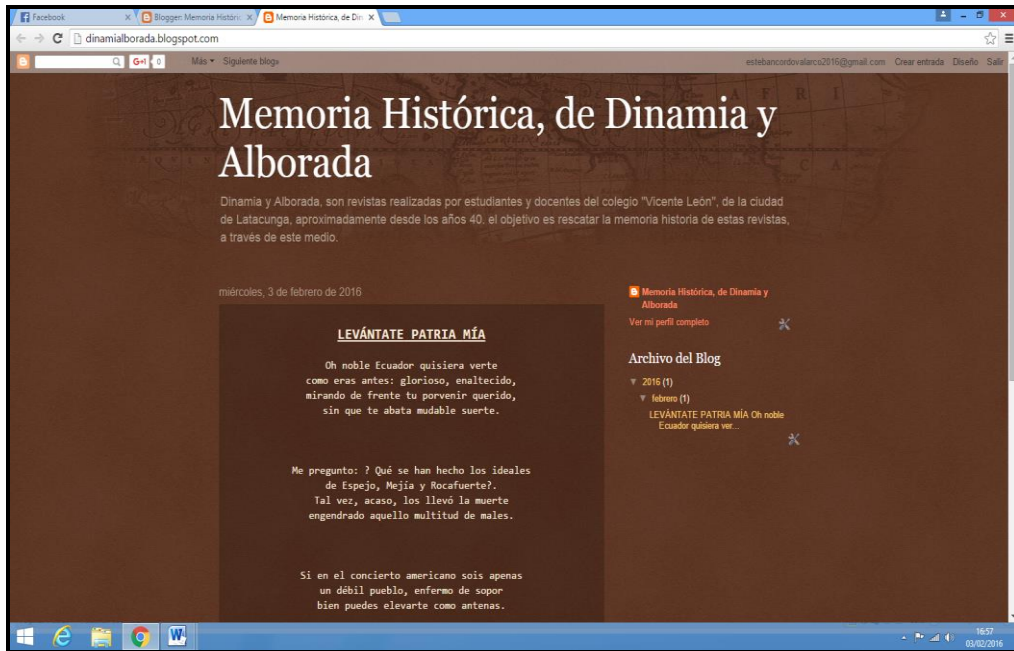 Facebook
Blogger: Memoria Históric
Memoria Histórica, de Din
dinamialborada.blogspot.com
G+1 0 Más Siguiente blog»
estebancordovalarco2016@gmail.com Crear entrada Diseño Salir
Memoria Histórica, de Dinamia y
Alborada
Dinamia y Alborada, son revistas realizadas por estudiantes y docentes del colegio "Vicente León", de la ciudad
de Latacunga, aproximadamente desde los años 40. el objetivo es rescatar la memoria historia de estas revistas,
a través de este medio.
miércoles, 3 de febrero de 2016
LEVÁNTATE PATRIA MÍA
Oh noble Ecuador quisiera verte
como eras antes: glorioso, enaltecido,
mirando de frente tu porvenir querido,
sin que te abata mudable suerte.
Me pregunto: ? Qué se han hecho los ideales
de Espejo, Mejía y Rocafuerte?.
Tal vez, acaso, los llevó la muerte
engendrado aquello multitud de males.
Si en el concierto americano sois apenas
un débil pueblo, enfermo de sopor
bien puedes elevarte como antenas.
Memoria Histórica, de Dinamia y
Alborada
Ver mi perfil completo
Archivo del Blog
▼ 2016 (1)
▼ febrero (1)
LEVÁNTATE PATRIA MÍA Oh noble
Ecuador quisiera ver...
16:57
03/02/2016